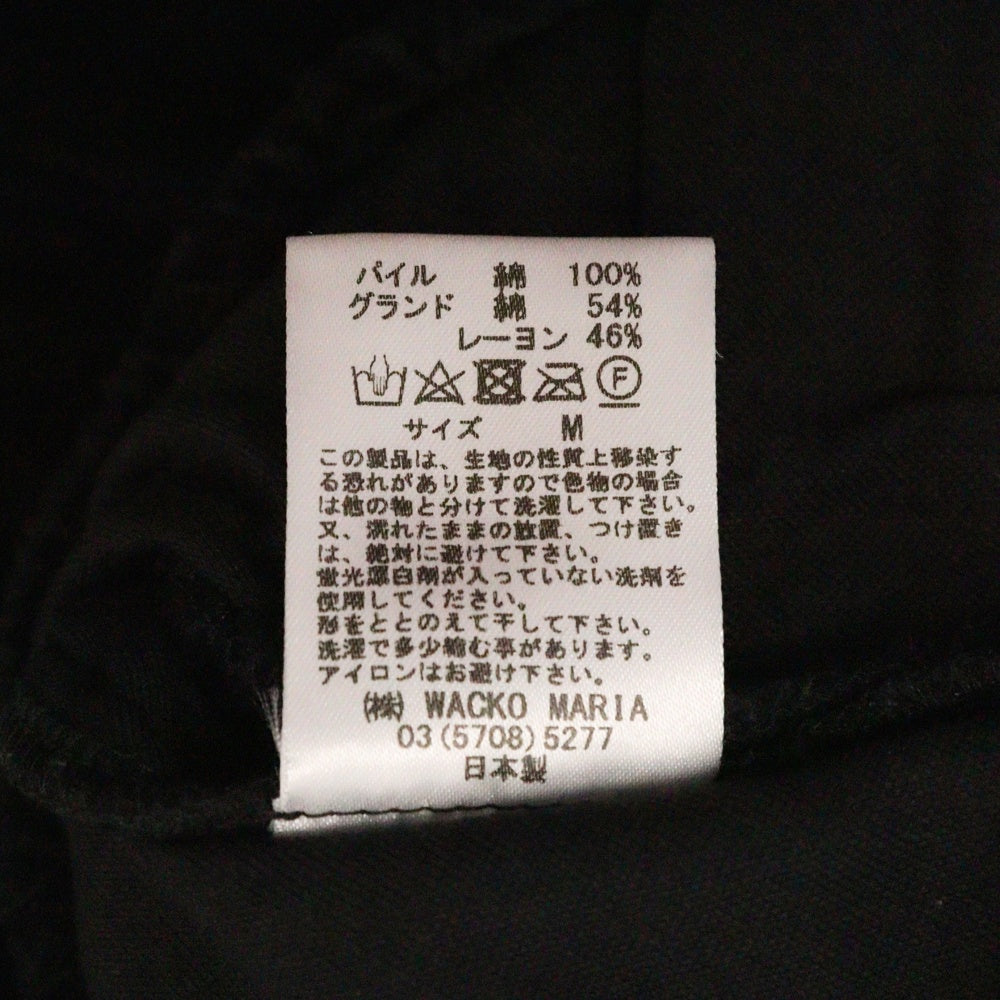 パイル 綿 100%
グランド 綿 54%
レーヨン 46%
F
サイズ M
この製品は、生地の性質上移染す
る恐れがありますので色物の場合
は他の物と分けて洗濯して下さい。
又、濡れたままの放置、つけ置き
は、絶対に避けて下さい。
蛍光漂白剤が入っていない洗剤を
使用してください。
形をととのえて干して下さい。
洗濯で多少縮む事があります。
アイロンはお避け下さい。
㈱ WACKO MARIA
03(5708)5277
日本製